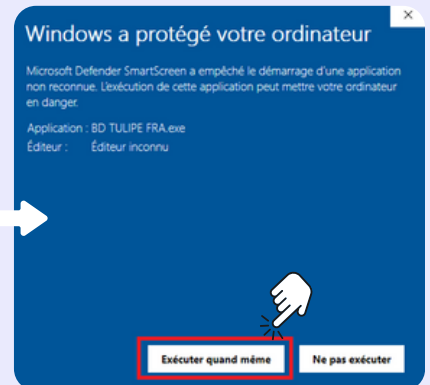 Windows a protégé votre ordinateur
Microsoft Defender SmartScreen a empêché le démarrage d'une application
non reconnue. L'exécution de cette application peut mettre votre ordinateur
en danger.
Application : BD TULIPE FRA.exe
Éditeur : Éditeur inconnu
Exécuter quand même
Ne pas exécuter